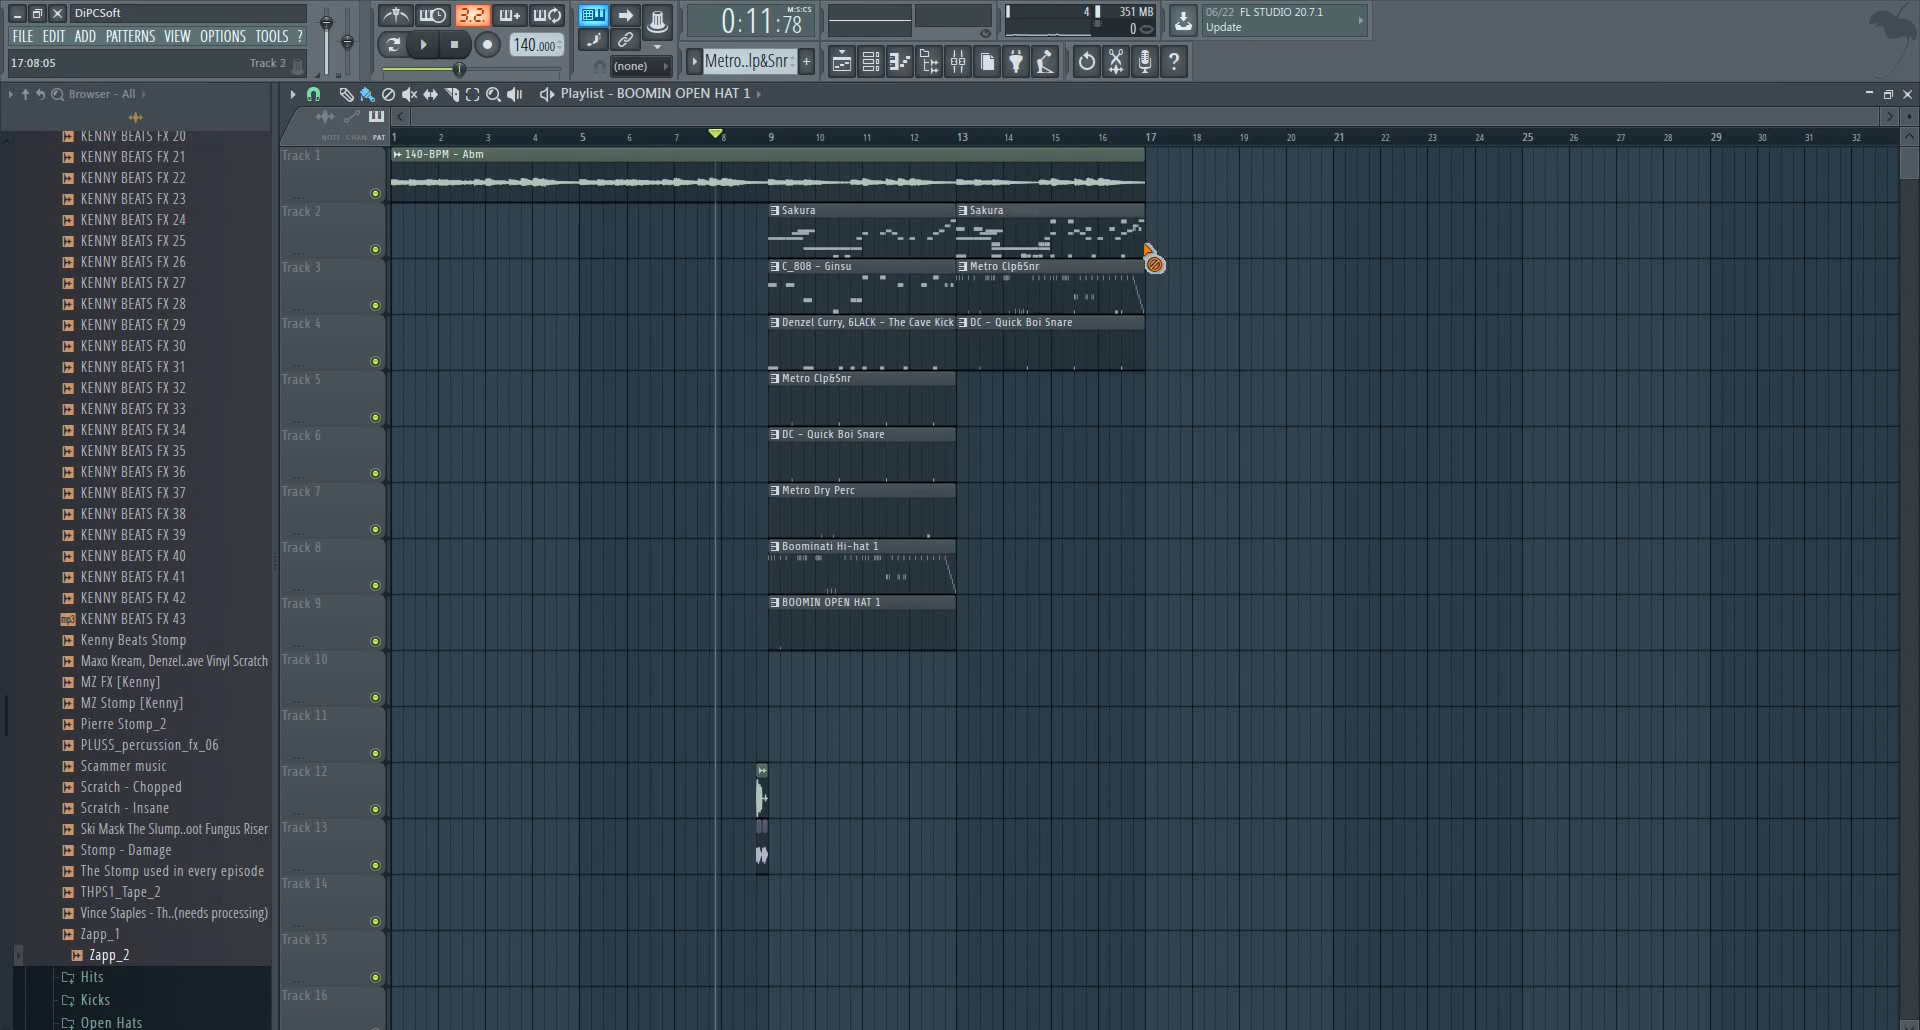 DiPCSoft
FILE EDIT ADD PATTERNS VIEW OPTIONS TOOLS ?
17:08:05 Track 2
3.2
140.000
(none)
0:11:78
M:S:CS
Metro..lp&Snr
4 351 MB
0
06/22 FL STUDIO 20.7.1
Update
Browser - All
Playlist - BOOMIN OPEN HAT 1
NOTE CHAN PAT
1 2 3 4 5 6 7 8 9 10 11 12 13 14 15 16 17 18 19 20 21 22 23 24 25 26 27 28 29 30 31 32
KENNY BEATS FX 20
KENNY BEATS FX 21
KENNY BEATS FX 22
KENNY BEATS FX 23
KENNY BEATS FX 24
KENNY BEATS FX 25
KENNY BEATS FX 26
KENNY BEATS FX 27
KENNY BEATS FX 28
KENNY BEATS FX 29
KENNY BEATS FX 30
KENNY BEATS FX 31
KENNY BEATS FX 32
KENNY BEATS FX 33
KENNY BEATS FX 34
KENNY BEATS FX 35
KENNY BEATS FX 36
KENNY BEATS FX 37
KENNY BEATS FX 38
KENNY BEATS FX 39
KENNY BEATS FX 40
KENNY BEATS FX 41
KENNY BEATS FX 42
mp3 KENNY BEATS FX 43
Kenny Beats Stomp
Maxo Kream, Denzel..ave Vinyl Scratch
MZ FX [Kenny]
MZ Stomp [Kenny]
Pierre Stomp_2
PLUSS_percussion_fx_06
Scammer music
Scratch - Chopped
Scratch - Insane
Ski Mask The Slump..oot Fungus Riser
Stomp - Damage
The Stomp used in every episode
THPS1_Tape_2
Vince Staples - Th..(needs processing)
Zapp_1
Zapp_2
Hits
Kicks
Open Hats
Track 1
140-BPM - Abm
Track 2
Sakura Sakura
Track 3
C_808 - Ginsu Metro Clp&Snr
Track 4
Denzel Curry, 6LACK - The Cave Kick DC - Quick Boi Snare
Track 5
Metro Clp&Snr
Track 6
DC - Quick Boi Snare
Track 7
Metro Dry Perc
Track 8
Boominati Hi-hat 1
Track 9
BOOMIN OPEN HAT 1
Track 10
Track 11
Track 12
Track 13
Track 14
Track 15
Track 16